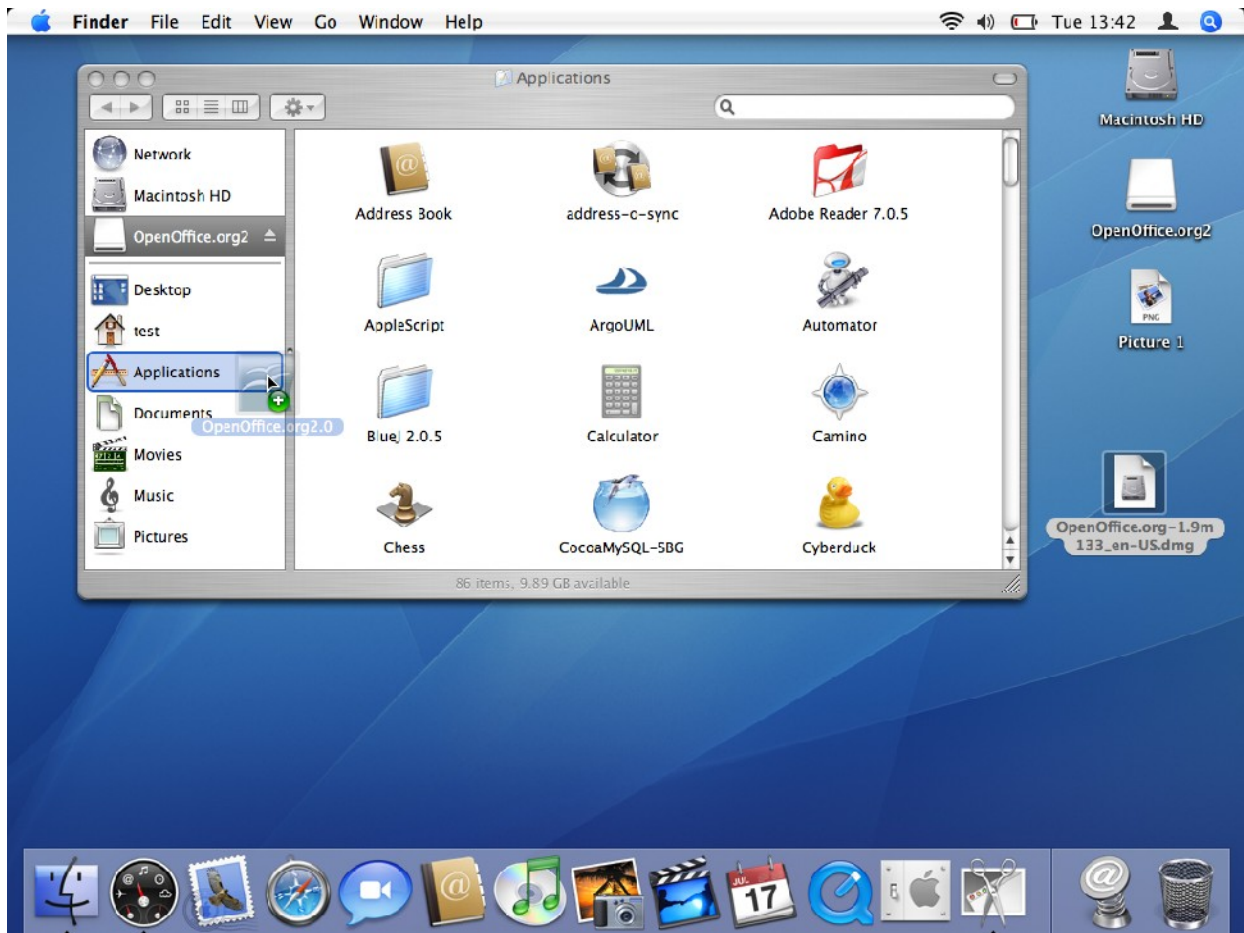 Finder File Edit View Go Window Help Tue 13:42
Applications
Network
Macintosh HD
OpenOffice.org2
Desktop
test
Applications
Documents
OpenOffice.org2.0
Movies
Music
Pictures
Address Book address-o-sync Adobe Reader 7.0.5
AppleScript ArgoUML Automator
BlueJ 2.0.5 Calculator Camino
Chess CocoaMySQL-SBG Cyberduck
86 items, 9.89 GB available
Macintosh HD
OpenOffice.org2
PNG
Picture 1
OpenOffice.org-1.9m
133_en-US.dmg
JUL
17